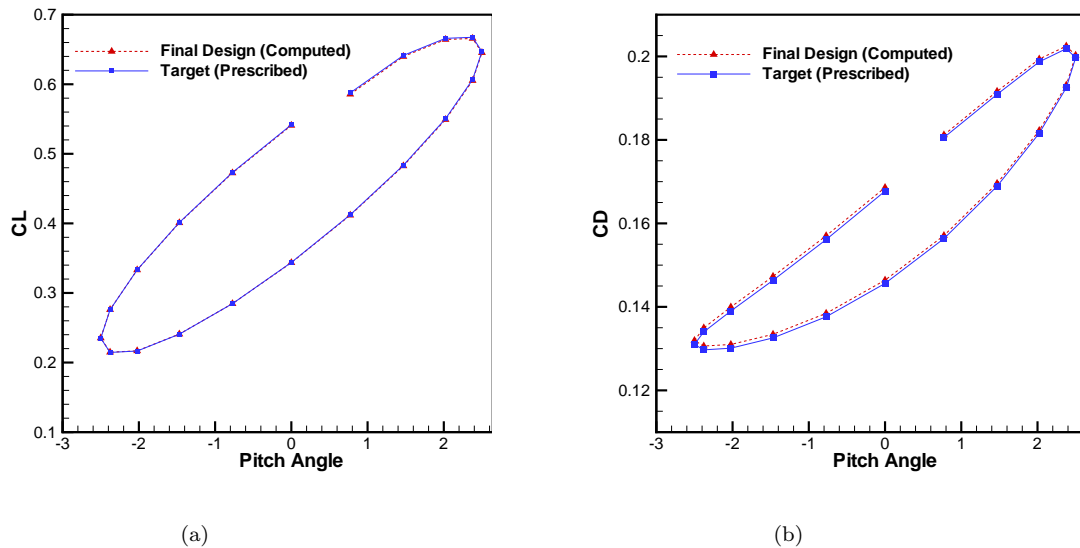 0.7
0.6
0.5
0.4
0.3
0.2
0.1
CL
Final Design (Computed)
Target (Prescribed)
-3
-2
-1
0
1
2
Pitch Angle
(a)
0.2
0.18
0.16
0.14
0.12
CD
Final Design (Computed)
Target (Prescribed)
-3
-2
-1
0
1
2
Pitch Angle
(b)